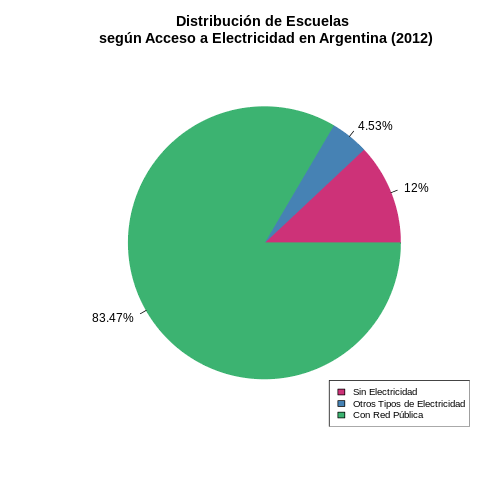 Distribución de Escuelas
según Acceso a Electricidad en Argentina (2012)
4.53%
12%
83.47%
Sin Electricidad
Otros Tipos de Electricidad
Con Red Pública